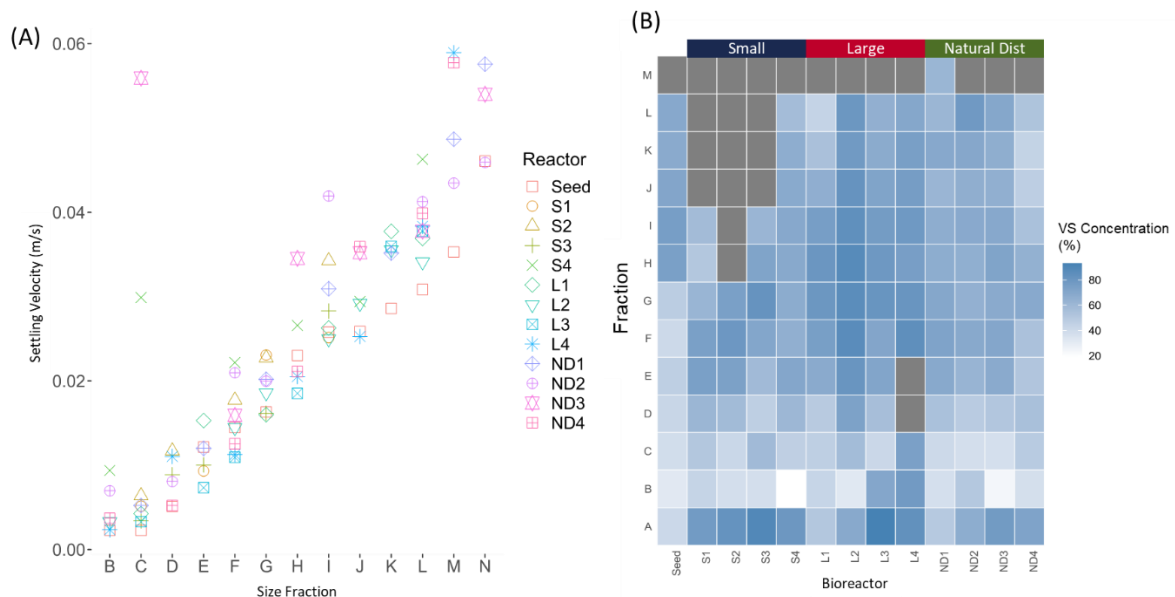 (A)
0.06
0.04
0.02
0.00
Settling Velocity (m/s)
B C D E F G H I J K L M N
Size Fraction
Reactor
Seed
S1
S2
S3
S4
L1
L2
L3
L4
ND1
ND2
ND3
ND4
(B)
Small Large Natural Dist
M
L
K
J
I
H
G
F
E
D
C
B
A
Fraction
Seed S1 S2 S3 S4 L1 L2 L3 L4 ND1 ND2 ND3 ND4
Bioreactor
VS Concentration
(%)
80
60
40
20